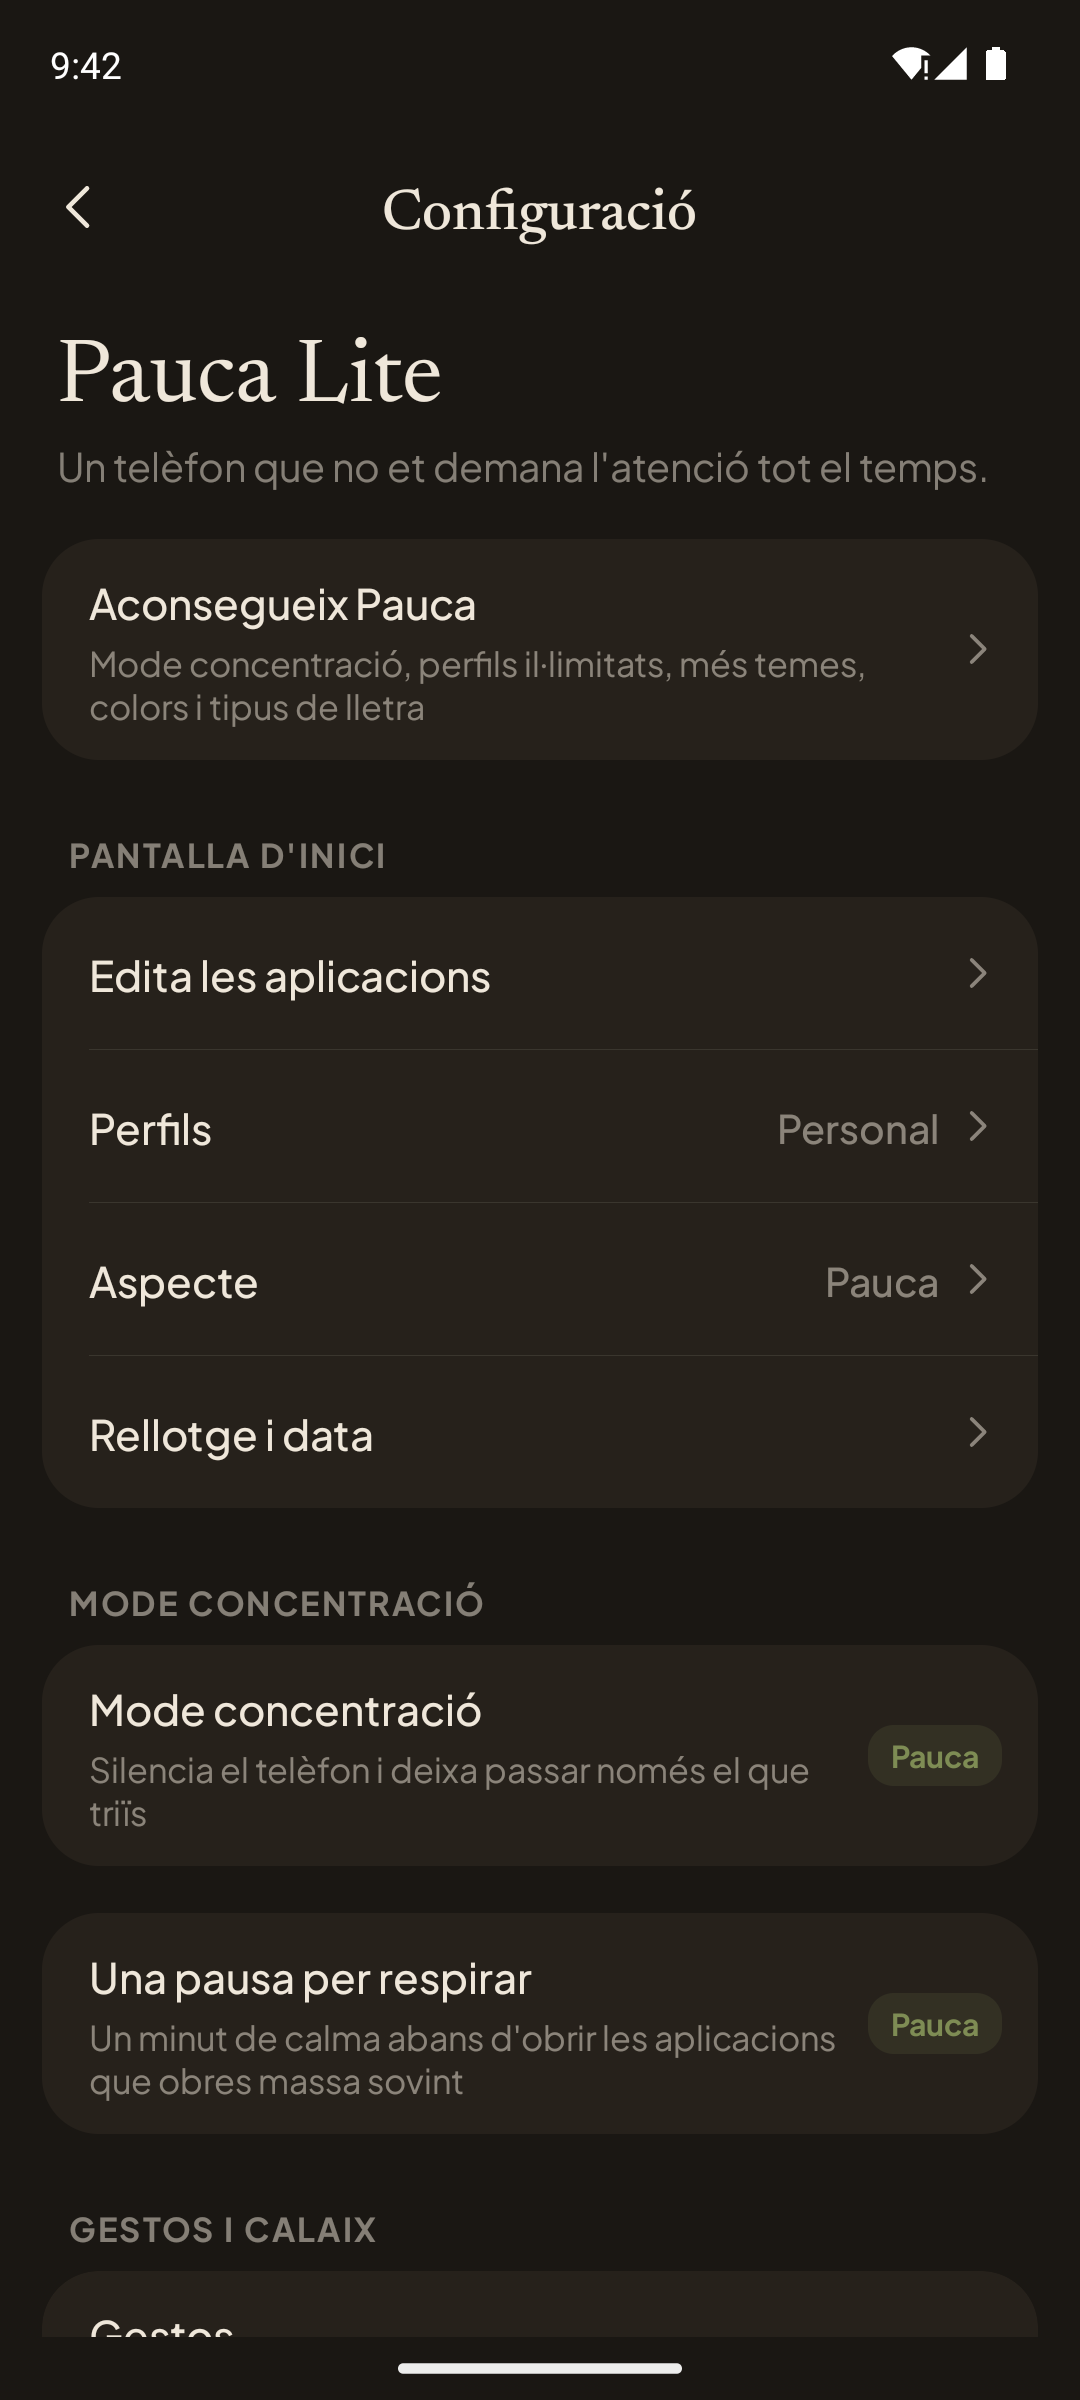 9:42
Configuració
Pauca Lite
Un telèfon que no et demana l'atenció tot el temps.
Aconsegueix Pauca
Mode concentració, perfils il·limitats, més temes,
colors i tipus de lletra
PANTALLA D'INICI
Edita les aplicacions
Perfils Personal
Aspecte Pauca
Rellotge i data
MODE CONCENTRACIÓ
Mode concentració
Silencia el telèfon i deixa passar només el que
triïs
Pauca
Una pausa per respirar
Un minut de calma abans d'obrir les aplicacions
que obres massa sovint
Pauca
GESTOS I CALAIX
Gestos